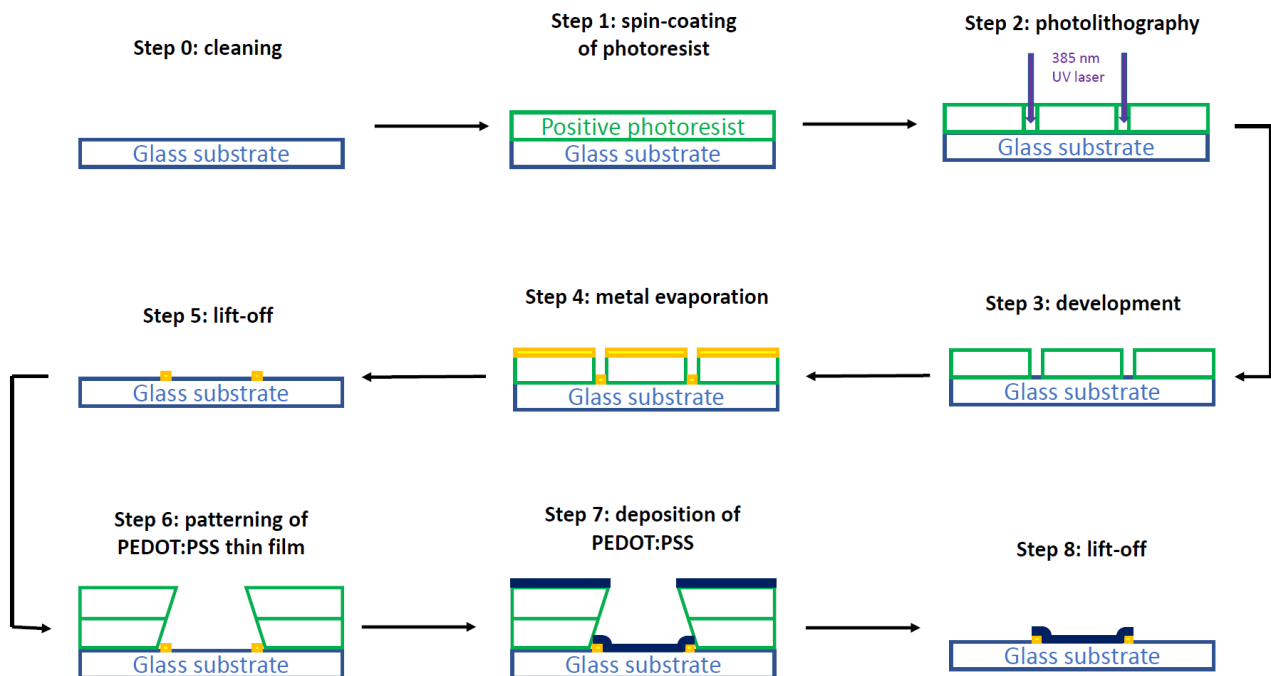 Step 0: cleaning
Glass substrate
Step 1: spin-coating
of photoresist
Positive photoresist
Glass substrate
Step 2: photolithography
385 nm
UV laser
Glass substrate
Step 3: development
Glass substrate
Step 4: metal evaporation
Glass substrate
Step 5: lift-off
Glass substrate
Step 6: patterning of
PEDOT:PSS thin film
Glass substrate
Step 7: deposition of
PEDOT:PSS
Glass substrate
Step 8: lift-off
Glass substrate